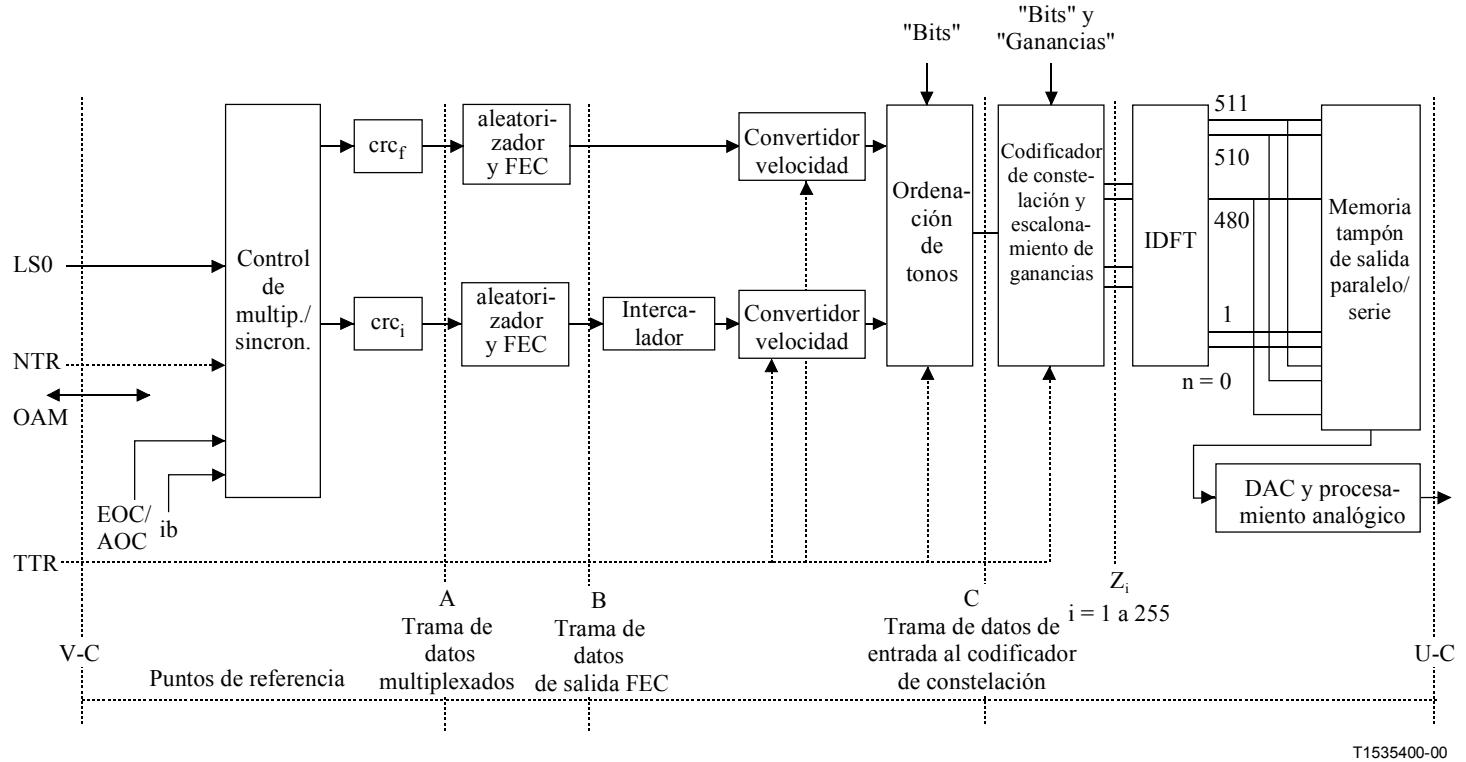 "Bits"
"Bits" y
"Ganancias"
LS0
NTR
OAM
EOC/
AOC
ib
TTR
V-C
Control
de
multip./
sincron.
crc_f
crc_i
aleatori-
zador
y FEC
aleatori-
zador
y FEC
Interca-
lador
Convertidor
velocidad
Convertidor
velocidad
Ordena-
ción
de
tonos
Codificador
de conste-
lación y
escalona-
miento de
ganancias
IDFT
511
510
480
1
n = 0
Memoria
tampón
de salida
paralelo/
serie
DAC y procesa-
miento analógico
Puntos de referencia
A
Trama de
datos
multiplexados
B
Trama de
datos
de salida FEC
C
Trama de datos de
entrada al codificador
de constelación
Z_i
i = 1 a 255
U-C
T1535400-00